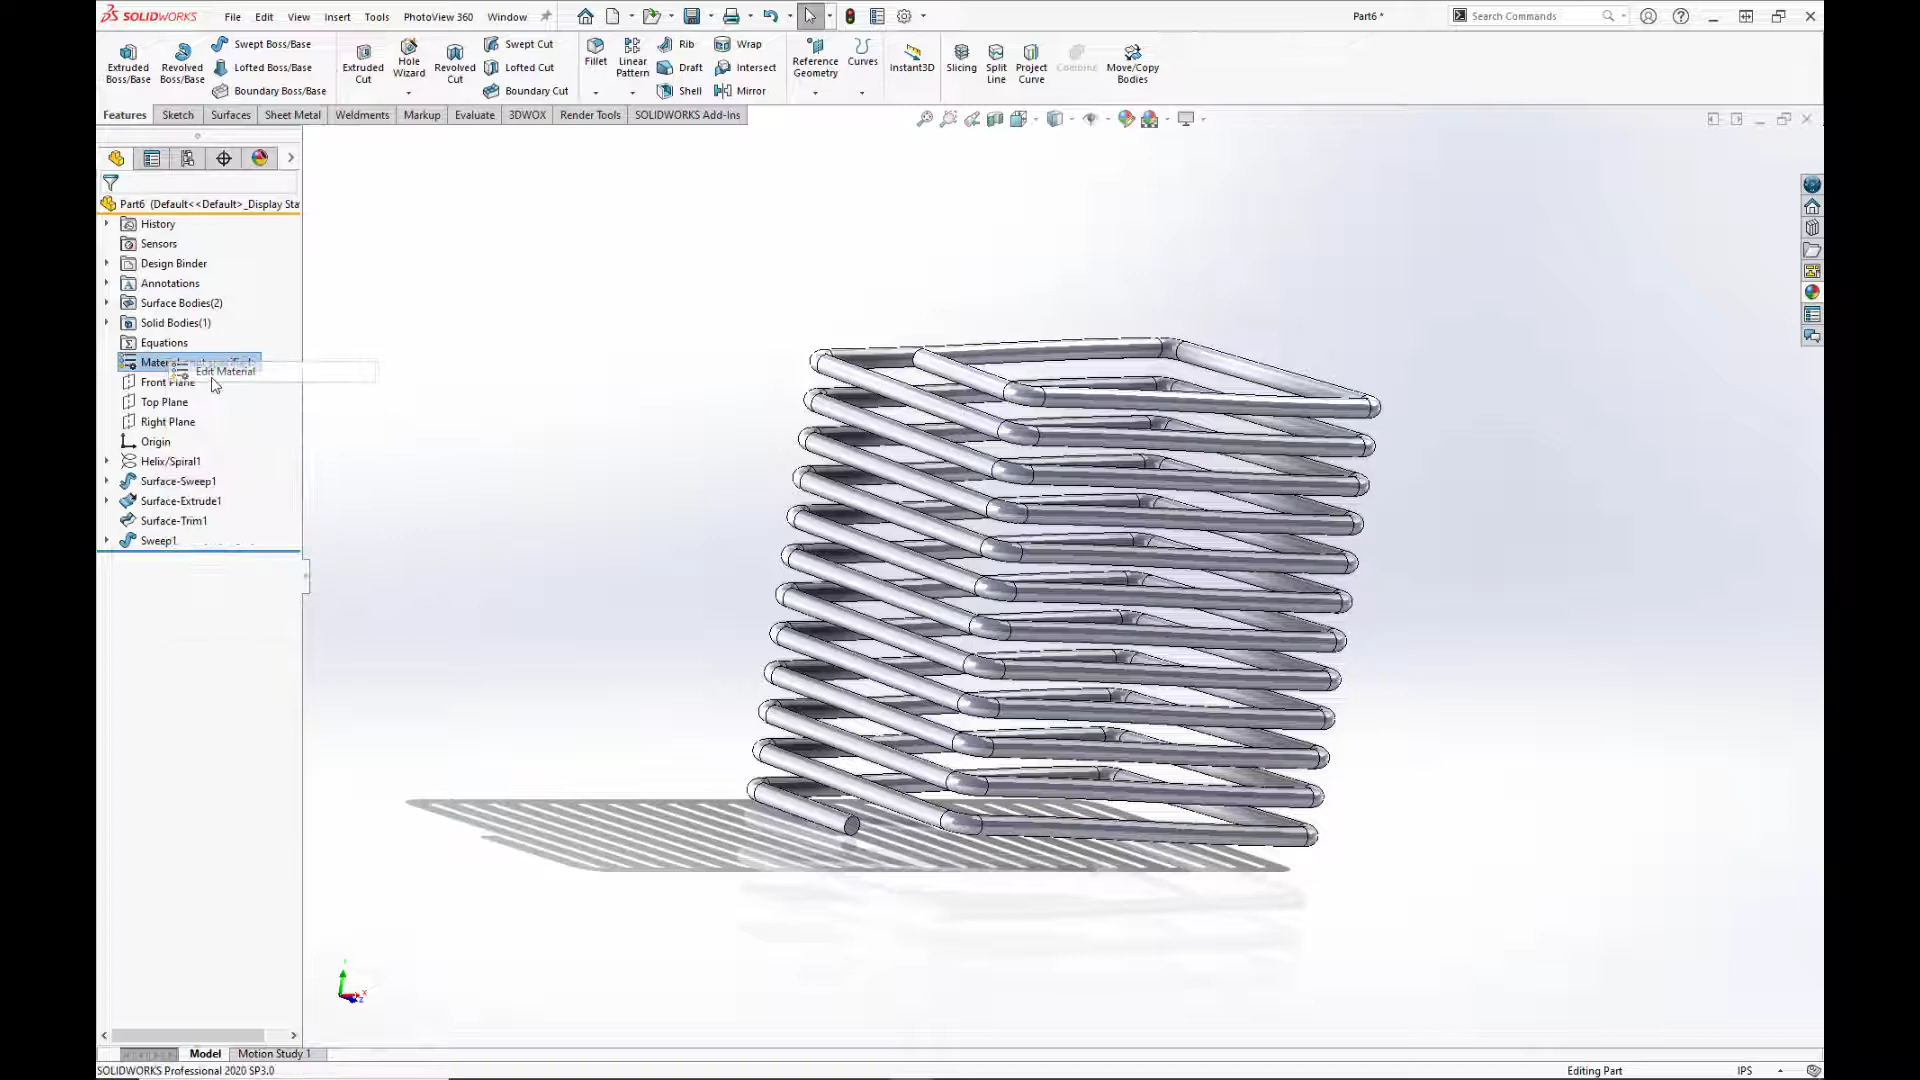 SOLIDWORKS File Edit View Insert Tools PhotoView 360 Window Part6 * Search Commands
Extruded Boss/Base
Revolved Boss/Base
Swept Boss/Base
Lofted Boss/Base
Boundary Boss/Base
Extruded Cut
Hole Wizard
Revolved Cut
Swept Cut
Lofted Cut
Boundary Cut
Fillet
Linear Pattern
Rib
Draft
Shell
Wrap
Intersect
Mirror
Reference Geometry
Curves
Instant3D
Slicing
Split Line
Project Curve
Combine
Move/Copy Bodies
Features Sketch Surfaces Sheet Metal Weldments Markup Evaluate 3DWOX Render Tools SOLIDWORKS Add-Ins
Part6 (Default<<Default>_Display Sta
History
Sensors
Design Binder
Annotations
Surface Bodies(2)
Solid Bodies(1)
Equations
Edit Material
Front Plane
Top Plane
Right Plane
Origin
Helix/Spiral1
Surface-Sweep1
Surface-Extrude1
Surface-Trim1
Sweep1
Model Motion Study 1
SOLIDWORKS Professional 2020 SP3.0 Editing Part IPS